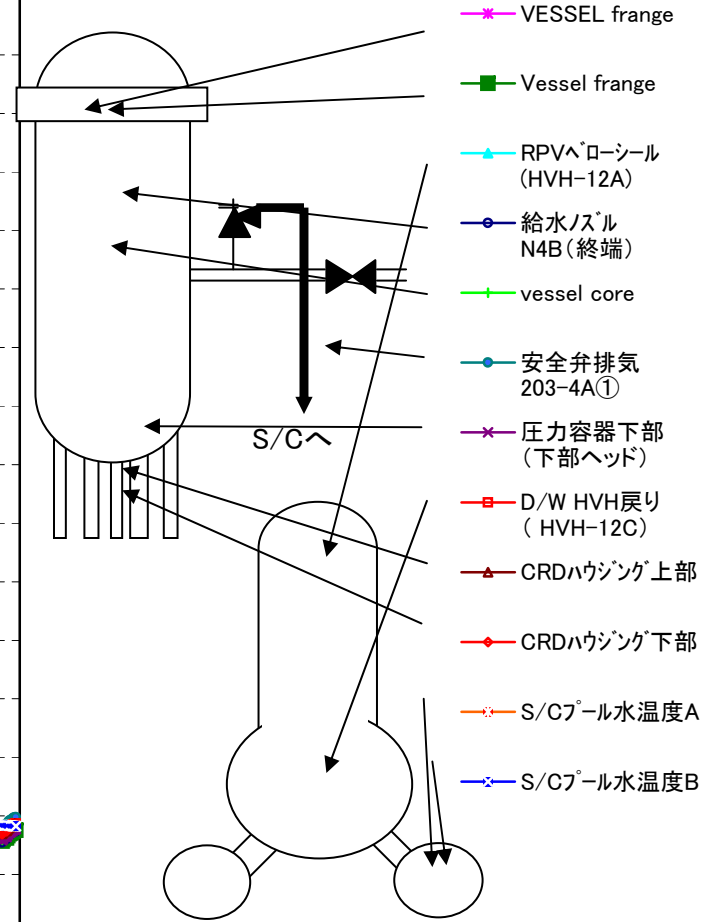 VESSEL frange
Vessel frange
RPVﾍﾞﾛｰｼｰﾙ
(HVH-12A)
給水ﾉｽﾞﾙ
N4B(終端)
vessel core
安全弁排気
203-4A①
圧力容器下部
(下部ヘッド)
D/W HVH戻り
( HVH-12C)
CRDﾊｳｼﾞﾝｸﾞ上部
CRDﾊｳｼﾞﾝｸﾞ下部
S/Cﾌﾟｰﾙ水温度A
S/Cﾌﾟｰﾙ水温度B
S/Cへ